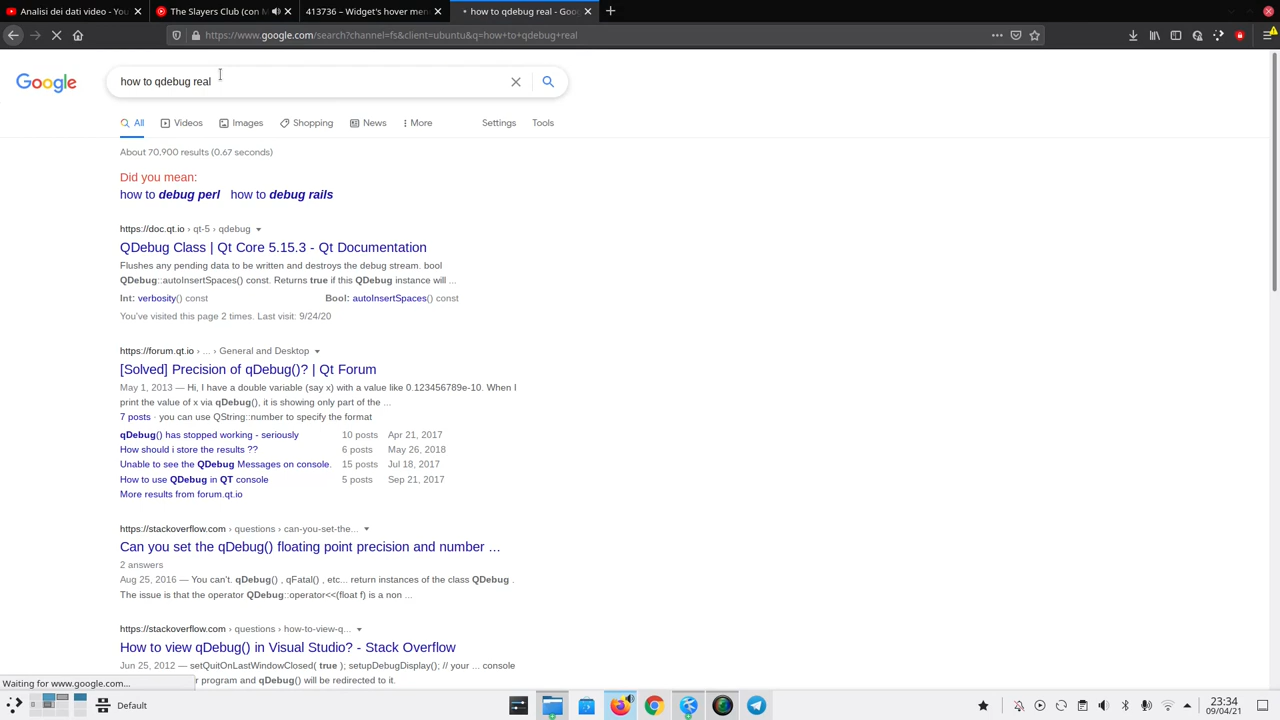 Analisi dei dati video - You
The Slayer Club (con M
413736 – Widget's hover men
how to qdebug real - Goo
https://www.google.com/search?channel=fs&client=ubuntu&q=how+to+qdebug+real
Google
how to qdebug real
All Videos Images Shopping News More Settings Tools
About 70.900 results (0.67 seconds)
Did you mean:
how to debug perl how to debug rails
https://doc.qt.io › qt-5 › qdebug
QDebug Class | Qt Core 5.15.3 - Qt Documentation
Flushes any pending data to be written and destroys the debug stream. bool
QDebug::autoInsertSpaces() const. Returns true if this QDebug instance will ...
Int: verbosity() const Bool: autoInsertSpaces() const
You've visited this page 2 times. Last visit: 9/24/20
https://forum.qt.io › ... › General and Desktop
[Solved] Precision of qDebug()? | Qt Forum
May 1, 2013 — Hi, I have a double variable (say x) with a value like 0.123456789e-10. When I
print the value of x via qDebug(), it is showing only part of the ...
7 posts · you can use QString::number to specify the format
qDebug() has stopped working - seriously 10 posts Apr 21, 2017
How should i store the results ?? 6 posts May 26, 2018
Unable to see the QDebug Messages on console. 15 posts Jul 18, 2017
How to use QDebug in QT console 5 posts Sep 21, 2017
More results from forum.qt.io
https://stackoverflow.com › questions › can-you-set-the...
Can you set the qDebug() floating point precision and number ...
2 answers
Aug 25, 2016 — You can't. qDebug() , qFatal() , etc... return instances of the class QDebug .
The issue is that the operator QDebug::operator<<(float f) is a non ...
https://stackoverflow.com › questions › how-to-view-q...
How to view qDebug() in Visual Studio? - Stack Overflow
Jun 25, 2012 — setQuitOnLastWindowClosed( true ); setupDebugDisplay(); // your ... console
r program and qDebug() will be redirected to it.
Waiting for www.google.com...
Default
23:34
09/04/21